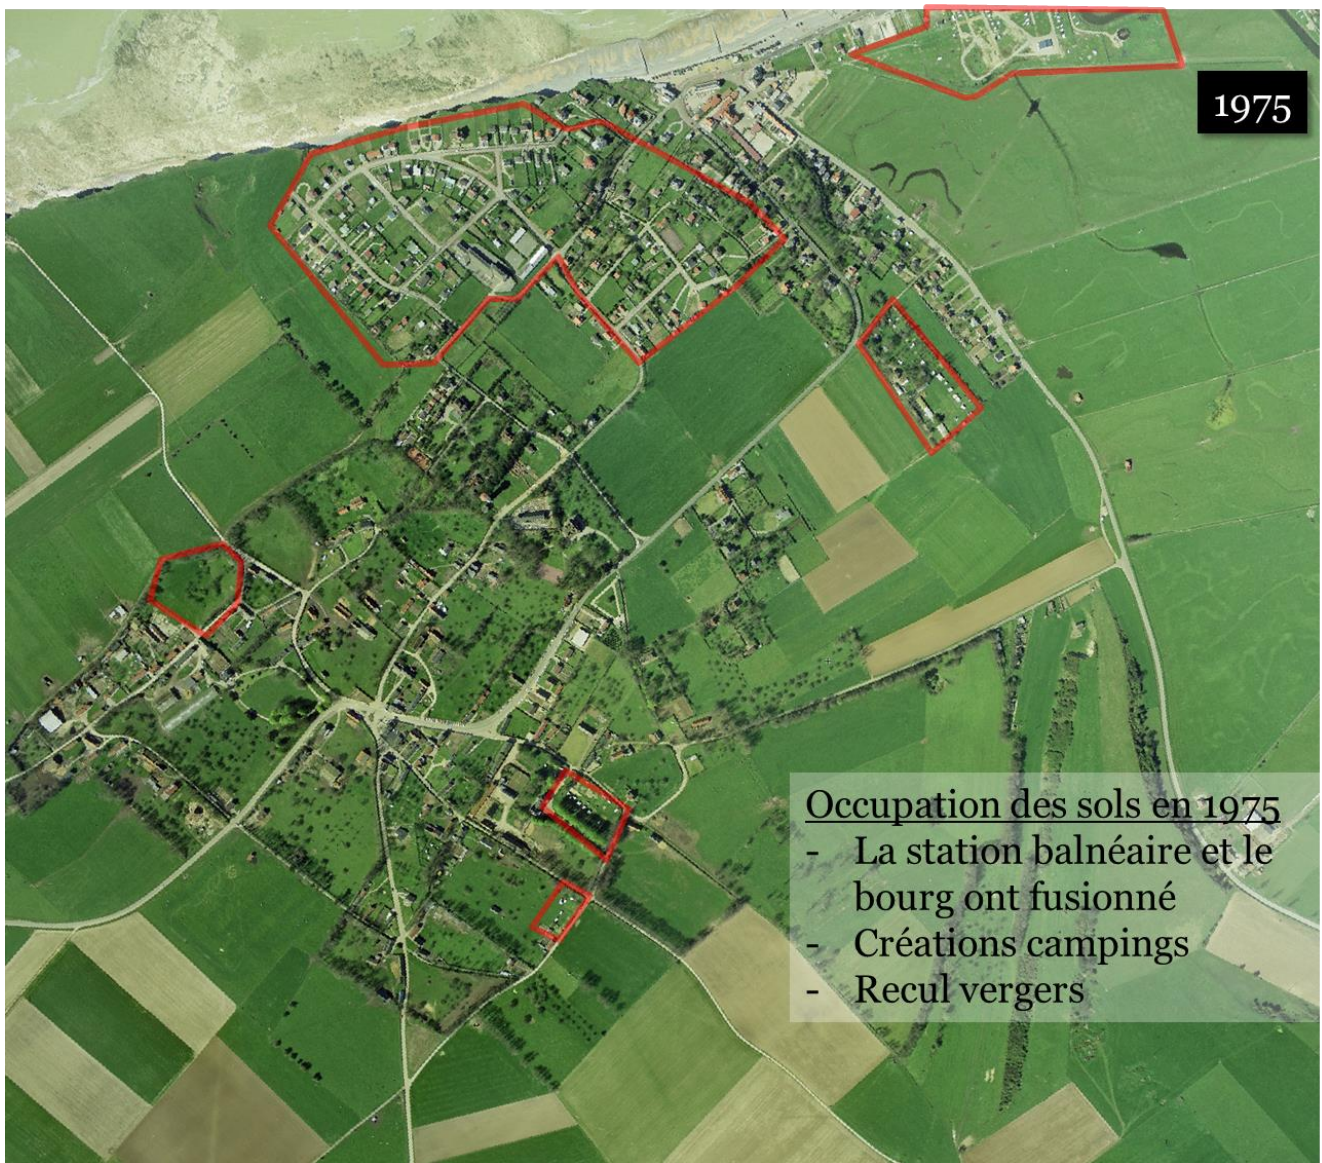 1975
Occupation des sols en 1975
- La station balnéaire et le
bourg ont fusionné
- Créations campings
- Recul vergers